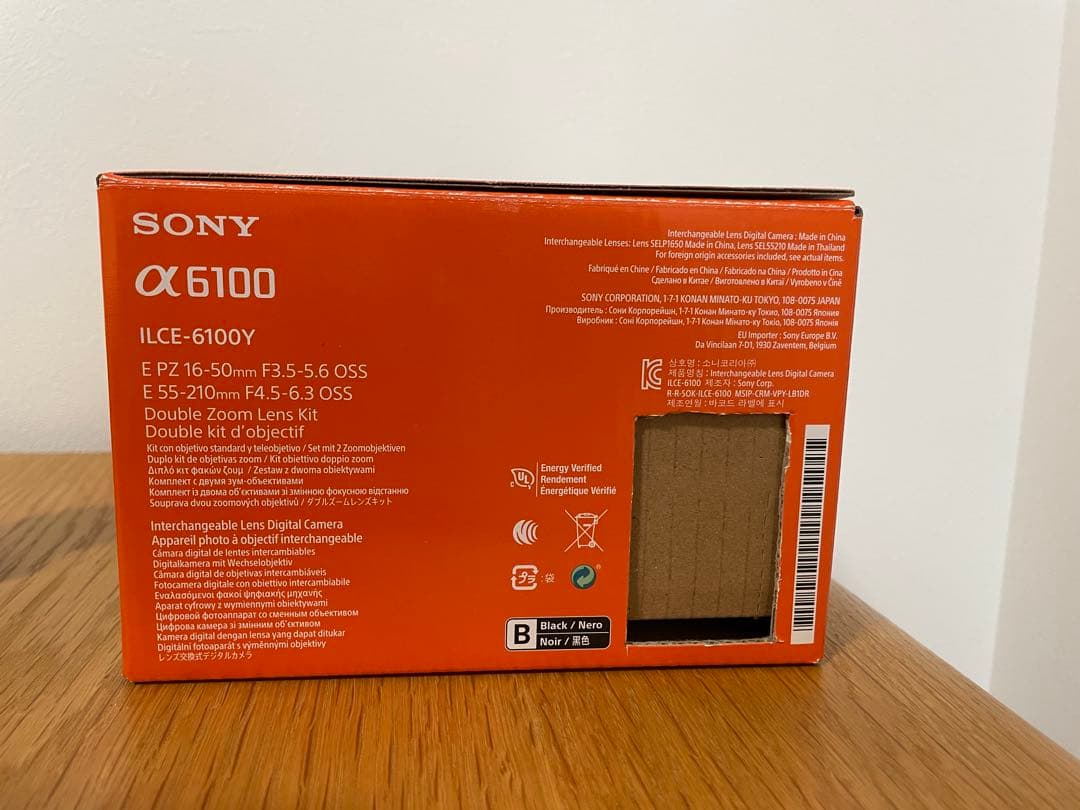 SONY
α6100
ILCE-6100Y
E PZ 16-50mm F3.5-5.6 OSS
E 55-210mm F4.5-6.3 OSS
Double Zoom Lens Kit
Double kit d'objectif
Kit con objetivo standard y teleobjetivo / Set mit 2 Zoomobjektiven
Duplo kit de objetivas zoom / Kit obiettivo doppio zoom
Διπλό κιτ φακών ζουμ / Zestaw z dwoma obiektywami
Комплект с двумя зум-объективами
Комплект із двома об'єктивами зі змінною фокусною відстанню
Souprava dvou zoomových objektivů / ダブルズームレンズキット
Interchangeable Lens Digital Camera
Appareil photo à objectif interchangeable
Cámara digital de lentes intercambiables
Digitalkamera mit Wechselobjektiv
Câmara digital de objetivas intercambiáveis
Fotocamera digitale con obiettivo intercambiabile
Εναλασσόμενοι φακοί ψηφιακής μηχανής
Aparat cyfrowy z wymiennymi obiektywami
Цифровой фотоаппарат со сменным объективом
Цифрова камера зі змінним об'єктивом
Kamera digital dengan lensa yang dapat ditukar
Digitální fotoaparát s výměnnými objektivy
レンズ交換式デジタルカメラ
Interchangeable Lens Digital Camera : Made in China
Interchangeable Lenses: Lens SELP1650 Made in China, Lens SEL55210 Made in Thailand
For foreign origin accessories included, see actual items.
Fabriqué en Chine / Fabricado en China / Fabricado na China / Prodotto in Cina
Сделано в Китае / Виготовлено в Китаї / Vyrobeno v Číně
SONY CORPORATION, 1-7-1 KONAN MINATO-KU TOKYO, 108-0075 JAPAN
Производитель : Сони Корпорейшн, 1-7-1 Конан Минато-ку Токио, 108-0075 Япония
Виробник : Соні Корпорейшн, 1-7-1 Конан Мінато-ку Токіо, 108-0075 Японія
EU Importer : Sony Europe B.V.
Da Vincilaan 7-D1, 1930 Zaventem, Belgium
상호명 : 소니코리아㈜
제품명칭 : Interchangeable Lens Digital Camera
ILCE-6100 제조자 : Sony Corp.
R-R-SOK-ILCE-6100 MSIP-CRM-VPY-LB1DR
제조연월 : 바코드 라벨에 표시
UL
Energy Verified
Rendement
Énergétique Vérifié
プラ : 袋
B
Black / Nero
Noir / 黒色